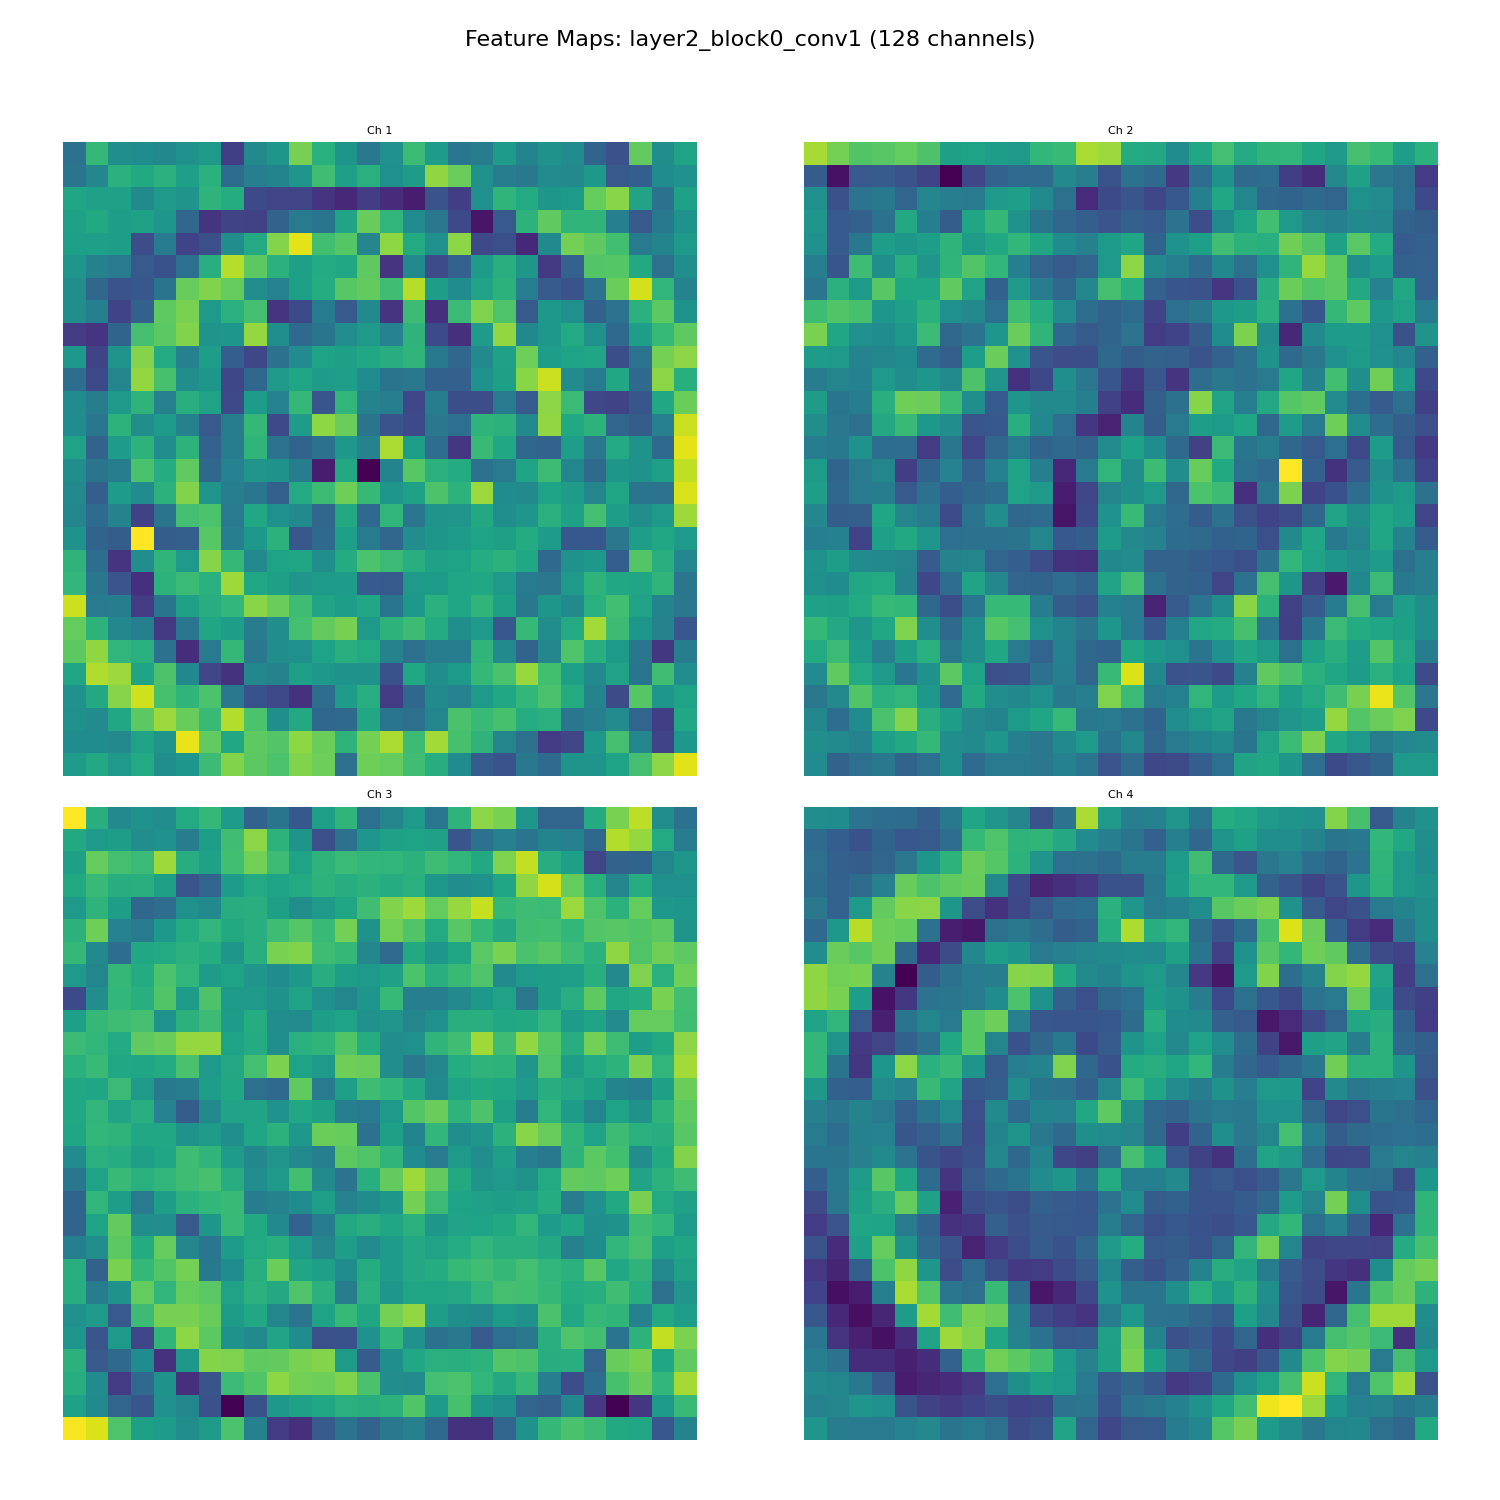 Feature Maps: layer2_block0_conv1 (128 channels)
Ch 1
Ch 2
Ch 3
Ch 4